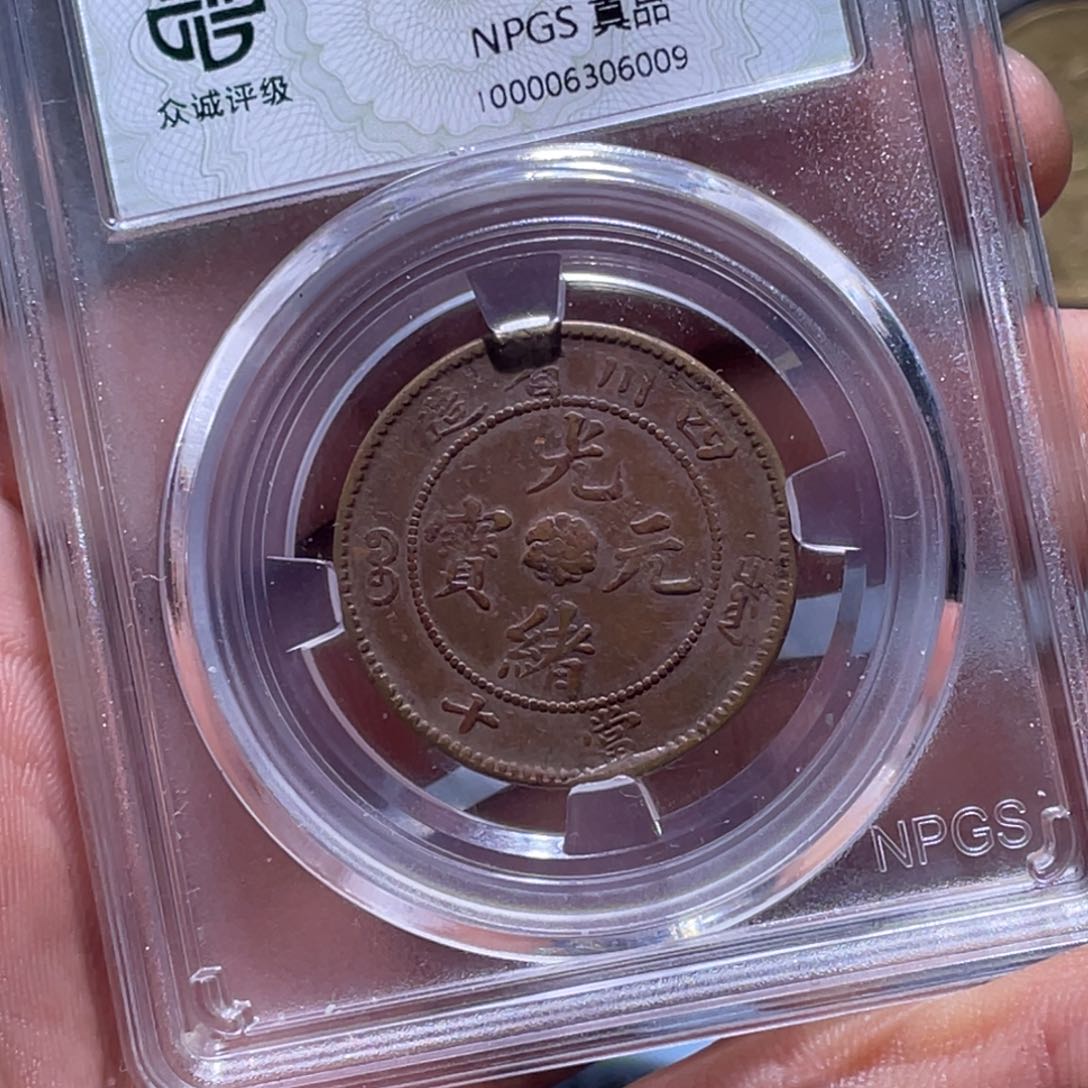 NPGS 真品
100006306009
众诚评级
四川省造
光緒元寶
當十
NPGS